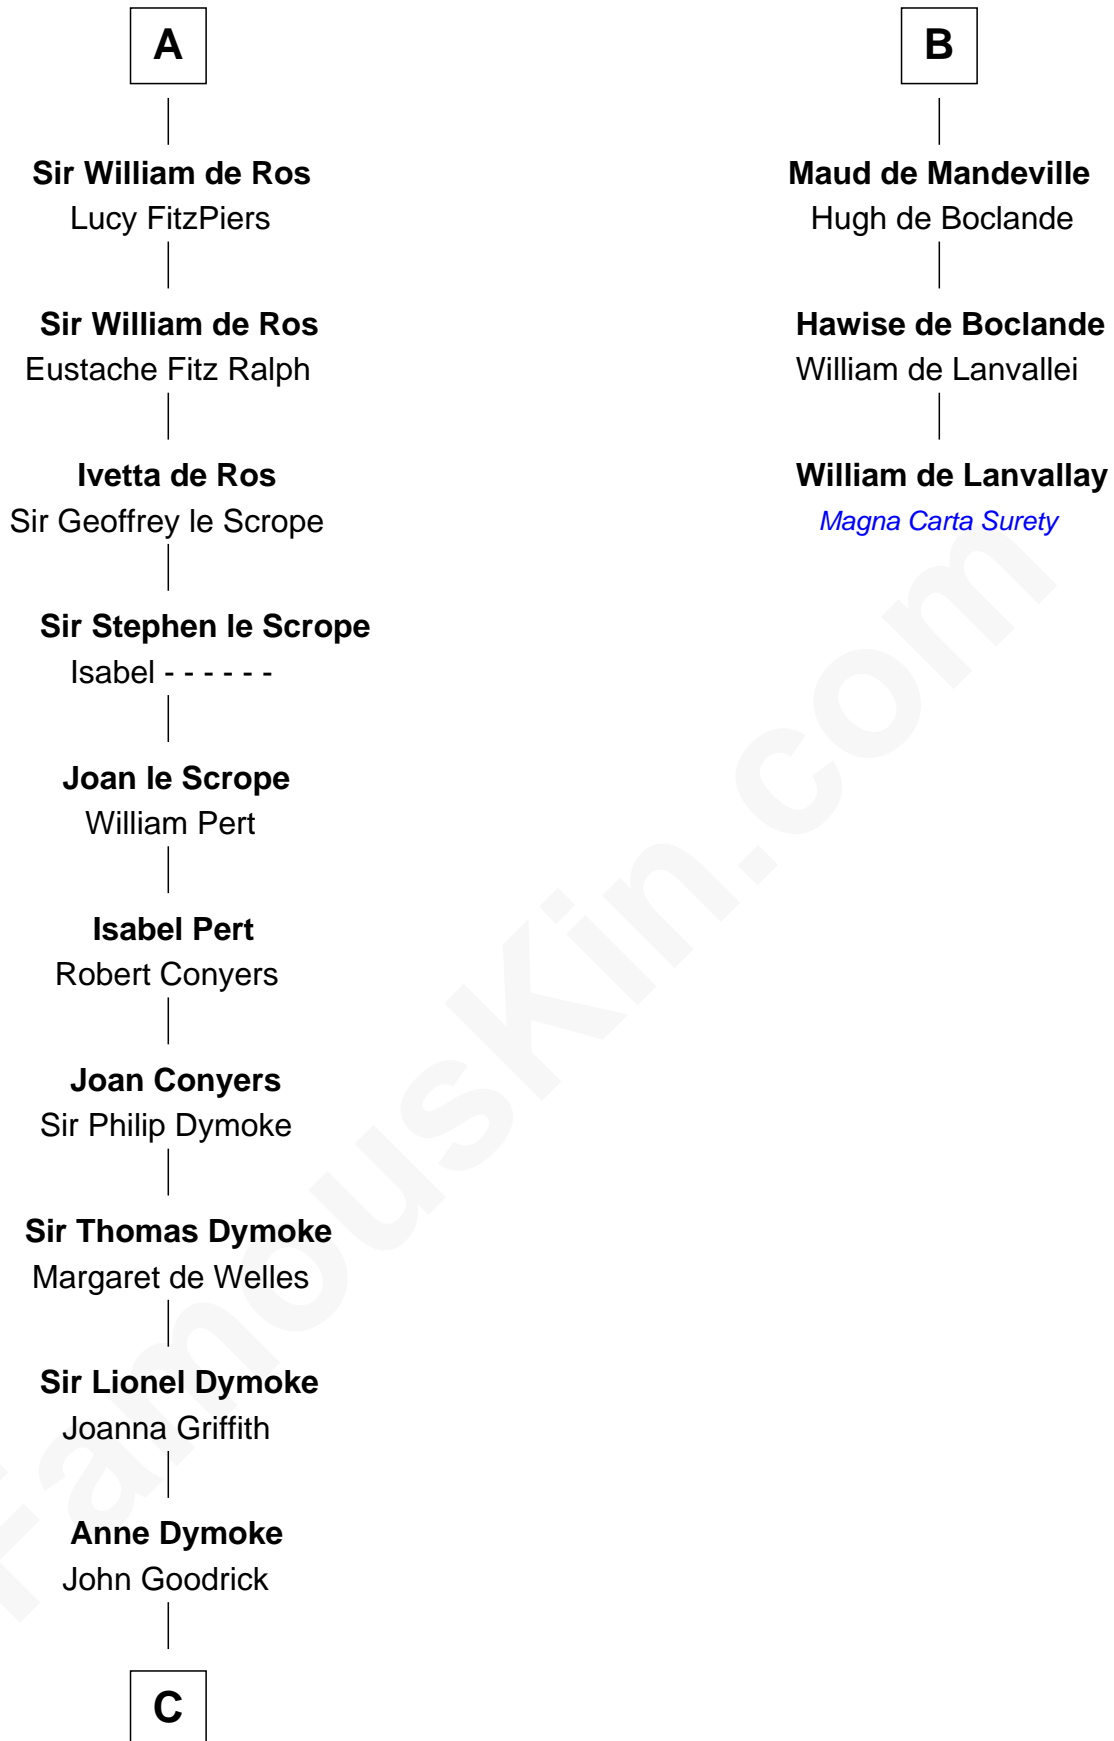 A
Sir William de Ros
Lucy FitzPiers
Sir William de Ros
Eustache Fitz Ralph
Ivetta de Ros
Sir Geoffrey le Scrope
Sir Stephen le Scrope
Isabel - - - - - -
Joan le Scrope
William Pert
Isabel Pert
Robert Conyers
Joan Conyers
Sir Philip Dymoke
Sir Thomas Dymoke
Margaret de Welles
Sir Lionel Dymoke
Joanna Griffith
Anne Dymoke
John Goodrick
C
B
Maud de Mandeville
Hugh de Boclande
Hawise de Boclande
William de Lanvallei
William de Lanvallay
Magna Carta Surety
FamousKin.com